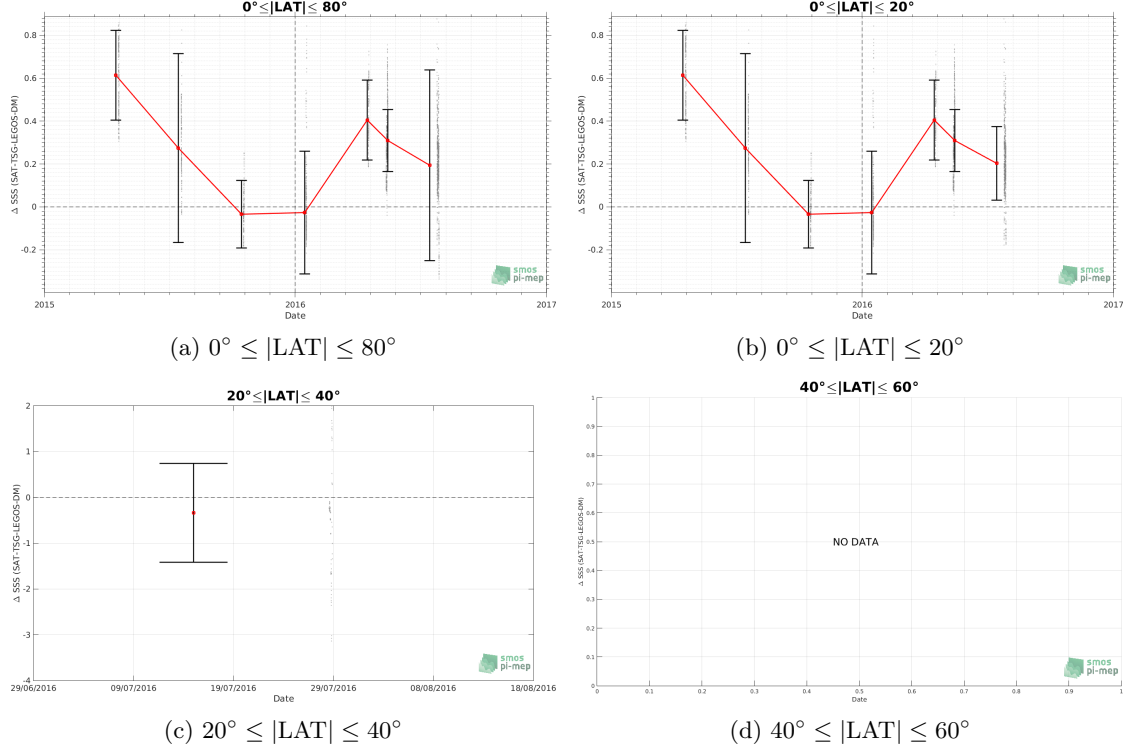 0°≤|LAT|≤ 80°
Δ SSS (SAT-TSG-LEGOS-DM)
0.8
0.6
0.4
0.2
0
-0.2
2015
2016
2017
Date
smos
pi-mep
(a) 0° ≤ |LAT| ≤ 80°
0°≤|LAT|≤ 20°
Δ SSS (SAT-TSG-LEGOS-DM)
0.8
0.6
0.4
0.2
0
-0.2
2015
2016
2017
Date
smos
pi-mep
(b) 0° ≤ |LAT| ≤ 20°
20°≤|LAT|≤ 40°
Δ SSS (SAT-TSG-LEGOS-DM)
2
1
0
-1
-2
-3
-4
29/06/2016
09/07/2016
19/07/2016
29/07/2016
08/08/2016
18/08/2016
Date
smos
pi-mep
(c) 20° ≤ |LAT| ≤ 40°
40°≤|LAT|≤ 60°
Δ SSS (SAT-TSG-LEGOS-DM)
1
0.9
0.8
0.7
0.6
0.5
0.4
0.3
0.2
0.1
0
NO DATA
0
0.1
0.2
0.3
0.4
0.5
0.6
0.7
0.8
0.9
1
Date
smos
pi-mep
(d) 40° ≤ |LAT| ≤ 60°